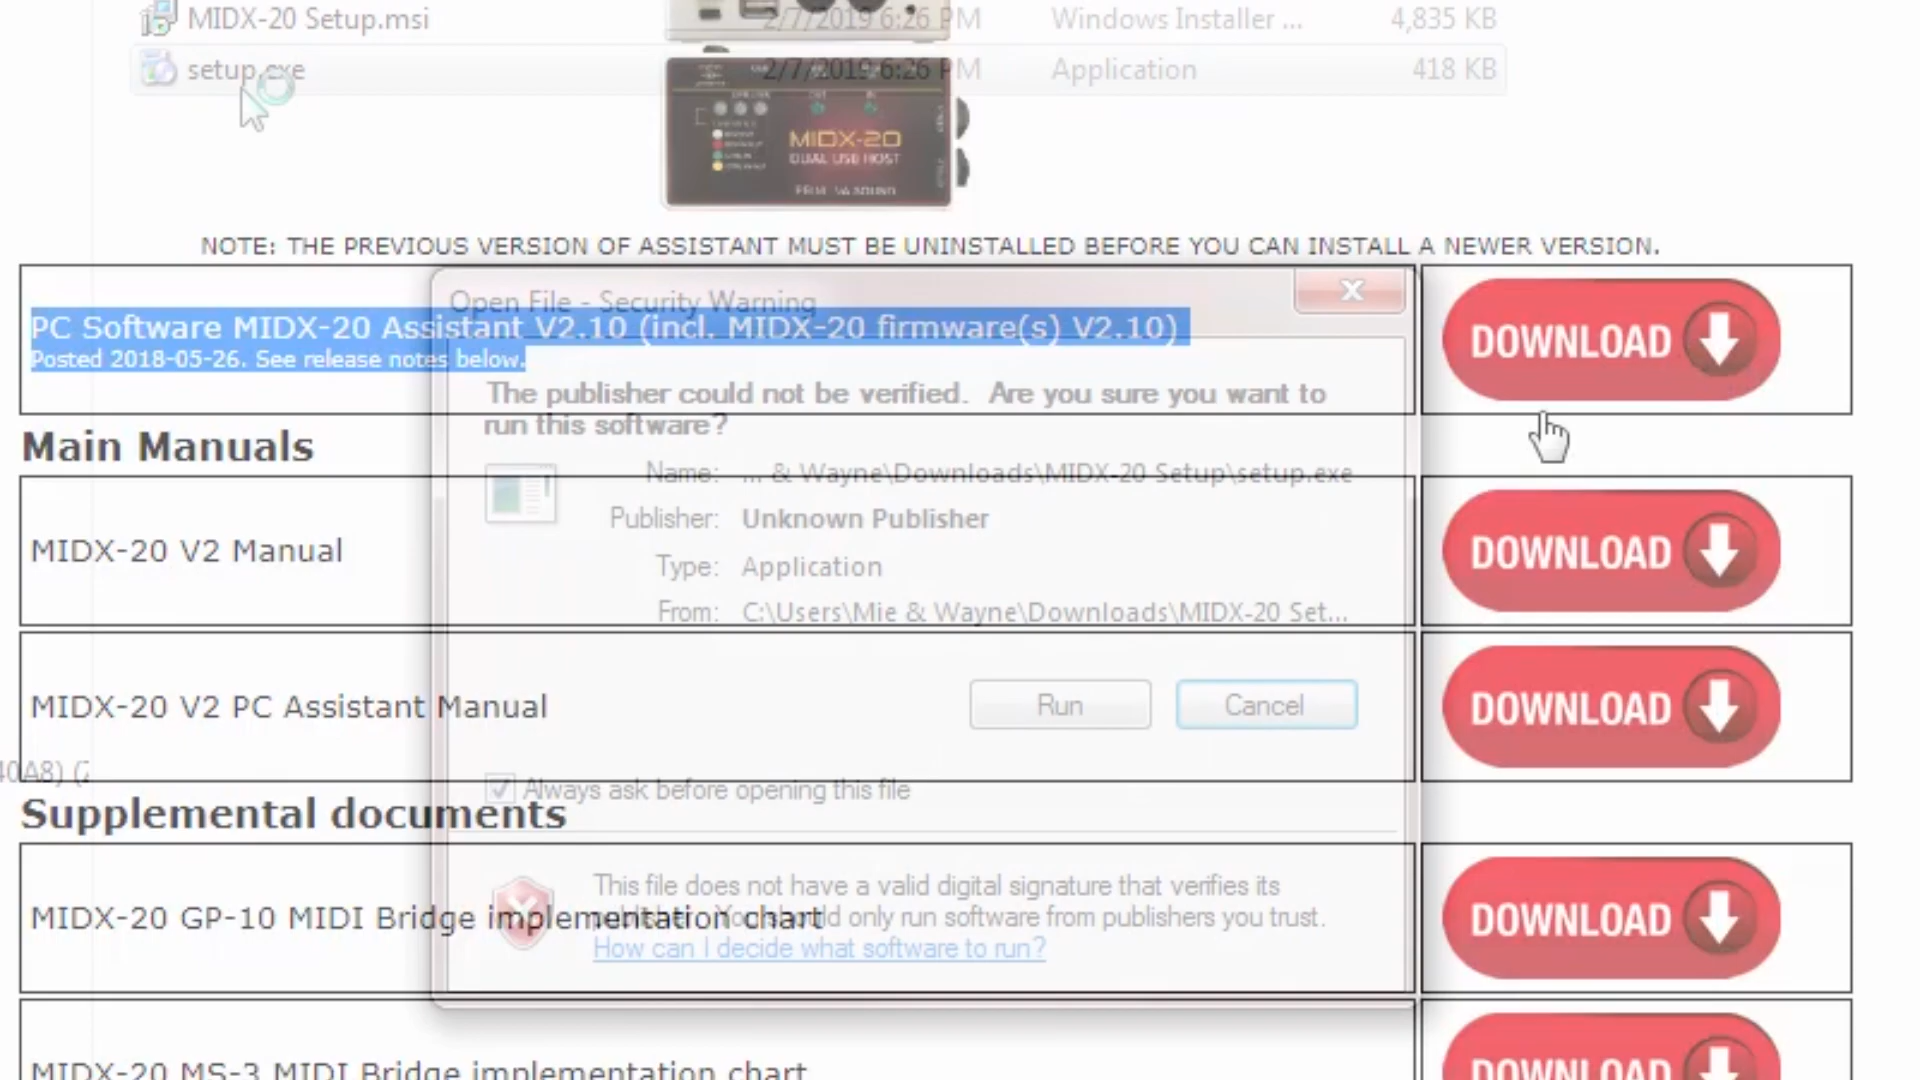 MIDX-20 Setup.msi 2/7/2019 6:26 PM Windows Installer ... 4,835 KB
setup.exe 2/7/2019 6:26 PM Application 418 KB
MIDX-20
DUAL USB HOST
NOTE: THE PREVIOUS VERSION OF ASSISTANT MUST BE UNINSTALLED BEFORE YOU CAN INSTALL A NEWER VERSION.
Open File - Security Warning
PC Software MIDX-20 Assistant V2.10 (incl. MIDX-20 firmware(s) V2.10)
Posted 2018-05-26. See release notes below.
DOWNLOAD
The publisher could not be verified. Are you sure you want to
run this software?
Main Manuals
Name: ... & Wayne\Downloads\MIDX-20 Setup\setup.exe
Publisher: Unknown Publisher
MIDX-20 V2 Manual
DOWNLOAD
Type: Application
From: C:\Users\Mie & Wayne\Downloads\MIDX-20 Set...
MIDX-20 V2 PC Assistant Manual
DOWNLOAD
Run
Cancel
Always ask before opening this file
Supplemental documents
This file does not have a valid digital signature that verifies its
publisher. You should only run software from publishers you trust.
How can I decide what software to run?
MIDX-20 GP-10 MIDI Bridge implementation chart
DOWNLOAD
MIDX-20 MS-3 MIDI Bridge implementation chart
DOWNLOAD